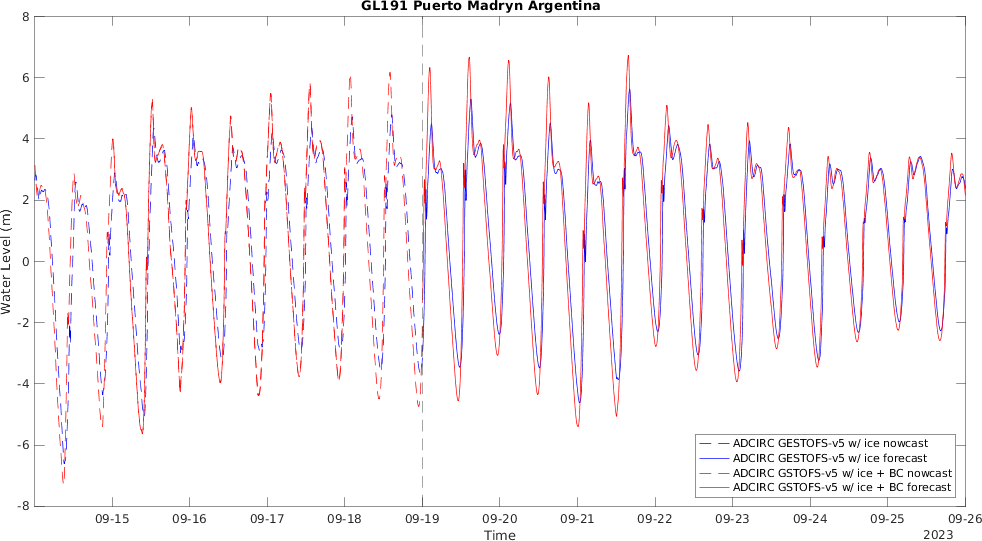 GL191 Puerto Madryn Argentina
8
6
4
2
0
-2
-4
-6
-8
Water Level (m)
ADCIRC GESTOFS-v5 w/ ice nowcast
ADCIRC GESTOFS-v5 w/ ice forecast
ADCIRC GSTOFS-v5 w/ ice + BC nowcast
ADCIRC GSTOFS-v5 w/ ice + BC forecast
09-15 09-16 09-17 09-18 09-19 09-20 09-21 09-22 09-23 09-24 09-25 09-26
Time
2023